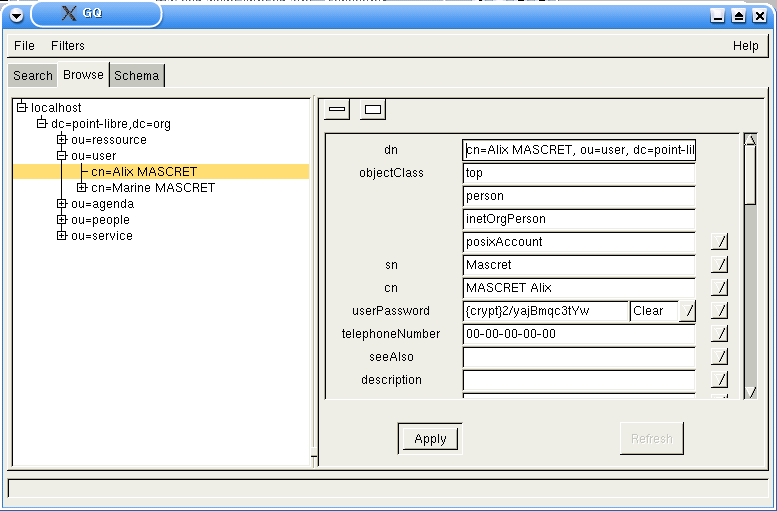 GQ
File Filters Help
Search Browse Schema
localhost
dc=point-libre,dc=org
ou=ressource
ou=user
cn=Alix MASCRET
cn=Marine MASCRET
ou=agenda
ou=people
ou=service
dn cn=Alix MASCRET, ou=user, dc=point-lil
objectClass top
person
inetOrgPerson
posixAccount
sn Mascret
cn MASCRET Alix
userPassword {crypt}2/yajBmqc3tYw Clear
telephoneNumber 00-00-00-00-00
seeAlso
description
Apply Refresh